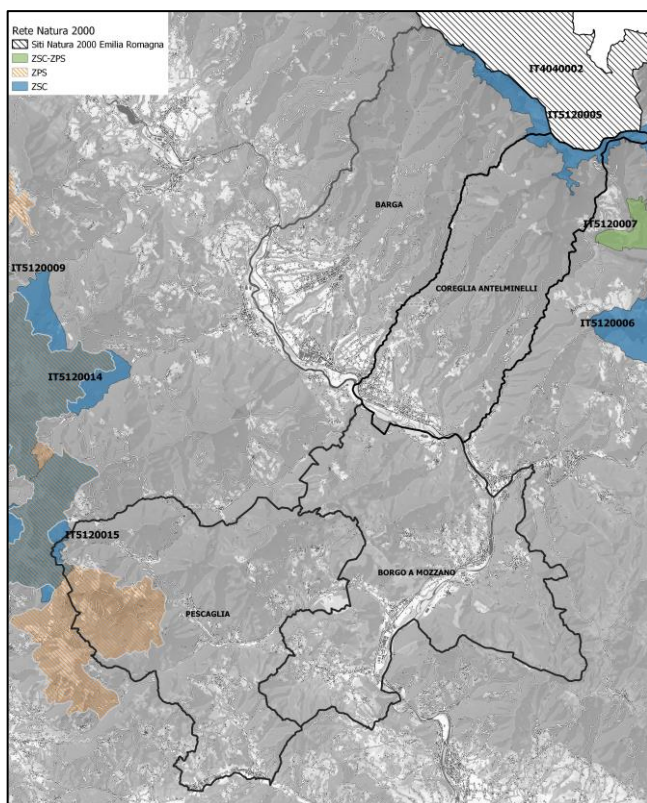 Rete Natura 2000
Siti Natura 2000 Emilia Romagna
ZSC-ZPS
ZPS
ZSC
IT4040002
IT5120005
BARGA
IT5120007
IT5120009
COREGLIA ANTELMINELLI
IT5120006
IT5120014
IT5120015
BORGO A MOZZANO
PESCAGLIA